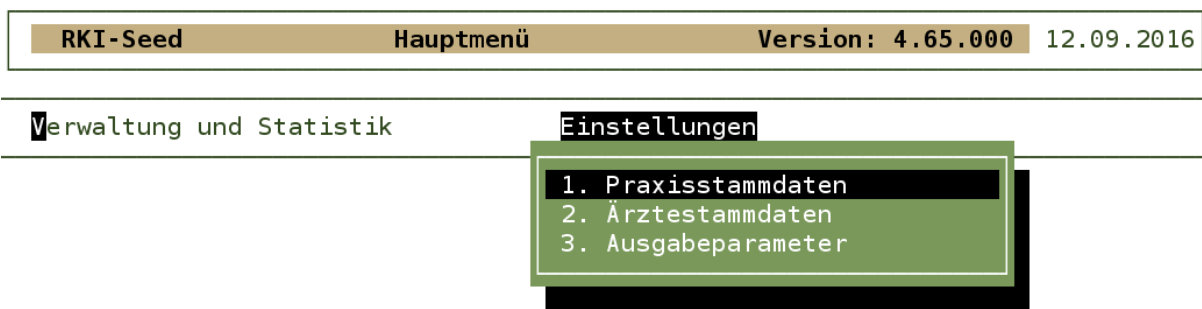 RKI-Seed Hauptmenü Version: 4.65.000 12.09.2016
Verwaltung und Statistik Einstellungen
1. Praxisstammdaten
2. Ärztestammdaten
3. Ausgabeparameter